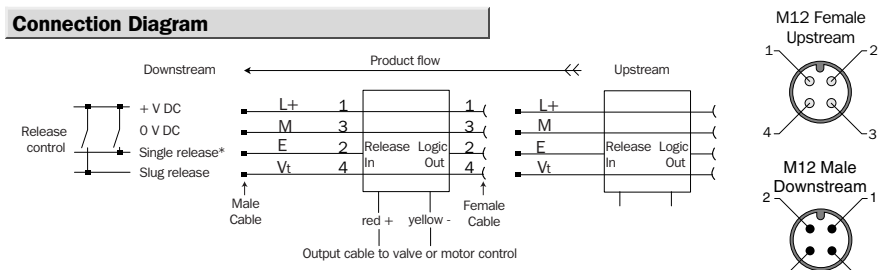 Connection Diagram
Downstream
Product flow
Upstream
Release control
+ V DC
0 V DC
Single release*
Slug release
L+ 1
M 3
E 2
Vt 4
Release In
Logic Out
1
3
2
4
L+
M
E
Vt
Release In
Logic Out
Male Cable
Female Cable
red +
yellow -
Output cable to valve or motor control
M12 Female
Upstream
1 2
4 3
M12 Male
Downstream
2 1